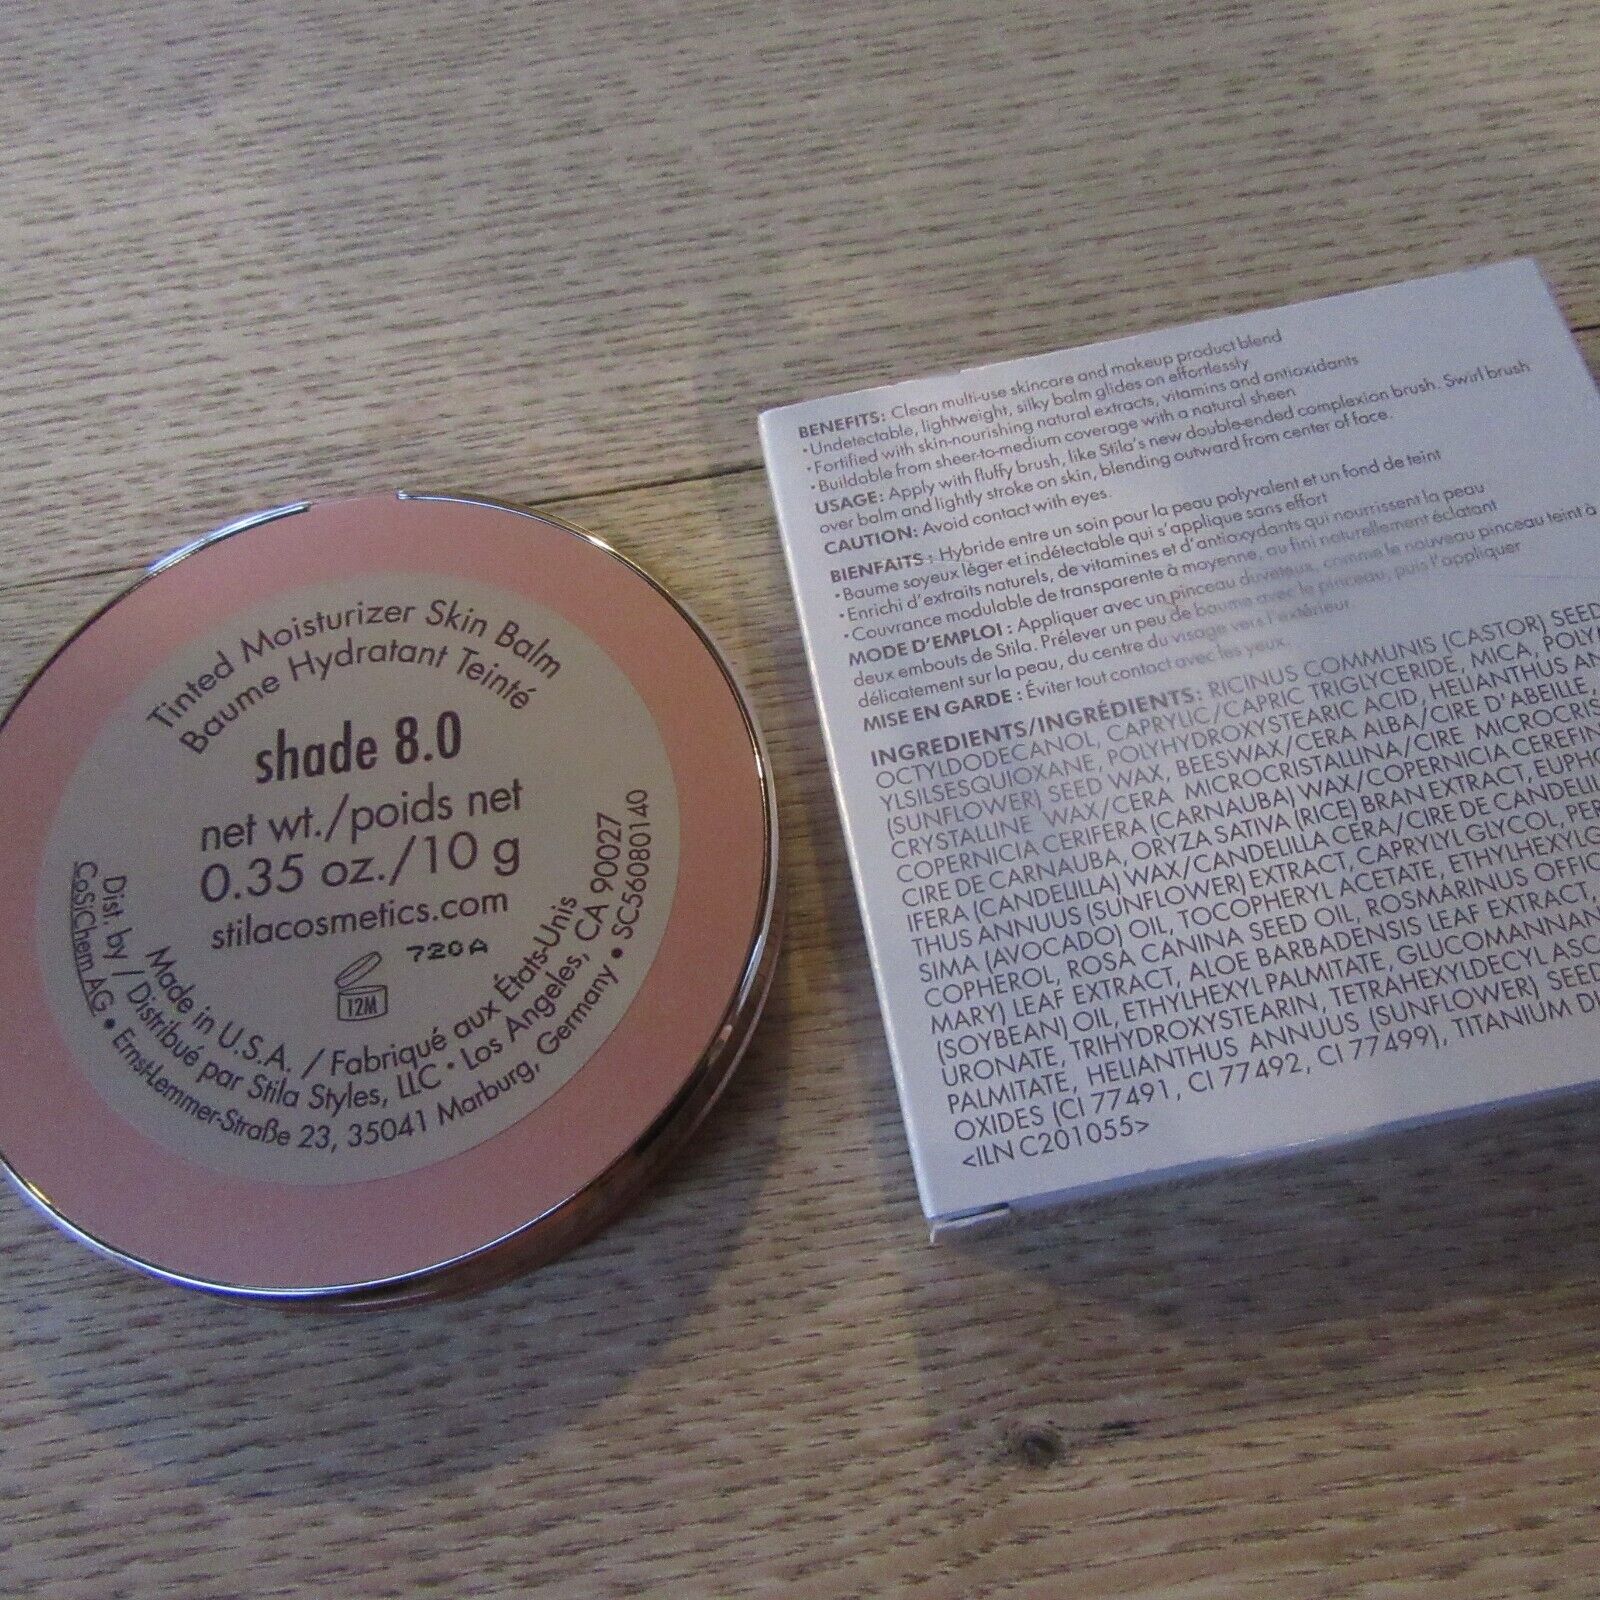 Tinted Moisturizer Skin Balm
Baume Hydratant Teinté
shade 8.0
net wt./poids net
0.35 oz./10 g
stilacosmetics.com
720A
12M
Made in U.S.A. / Fabriqué aux États-Unis
Dist. by / Distribué par Stila Styles, LLC • Los Angeles, CA 90027
CoSiChem AG • Ernst-Lemmer-Straße 23, 35041 Marburg, Germany • SC56080140
BENEFITS: Clean multi-use skincare and makeup product blend
• Undetectable, lightweight, silky balm glides on effortlessly
• Fortified with skin-nourishing natural extracts, vitamins and antioxidants
• Buildable from sheer-to-medium coverage with a natural sheen
USAGE: Apply with fluffy brush, like Stila's new double-ended complexion brush. Swirl brush
over balm and lightly stroke on skin, blending outward from center of face.
CAUTION: Avoid contact with eyes.
BIENFAITS : Hybride entre un soin pour la peau polyvalent et un fond de teint
• Baume soyeux léger et indétectable qui s'applique sans effort
• Enrichi d'extraits naturels, de vitamines et d'antioxydants qui nourrissent la peau
• Couvrance modulable de transparente à moyenne, au fini naturellement éclatant
MODE D'EMPLOI : Appliquer avec un pinceau duveteux, comme le nouveau pinceau teint à
deux embouts de Stila. Prélever un peu de baume avec le pinceau, puis l'appliquer
délicatement sur la peau, du centre du visage vers l'extérieur.
MISE EN GARDE : Éviter tout contact avec les yeux.
INGREDIENTS/INGRÉDIENTS: RICINUS COMMUNIS (CASTOR) SEED
OCTYLDODECANOL, CAPRYLIC/CAPRIC TRIGLYCERIDE, MICA, POLYM
YLSILSESQUIOXANE, POLYHYDROXYSTEARIC ACID, HELIANTHUS AN
(SUNFLOWER) SEED WAX, BEESWAX/CERA ALBA/CIRE D'ABEILLE,
CRYSTALLINE WAX/CERA MICROCRISTALLINA/CIRE MICROCRIS
COPERNICIA CERIFERA (CARNAUBA) WAX/COPERNICIA CEREFIN
CIRE DE CARNAUBA, ORYZA SATIVA (RICE) BRAN EXTRACT, EUPHO
IFERA (CANDELILLA) WAX/CANDELILLA CERA/CIRE DE CANDELIL
THUS ANNUUS (SUNFLOWER) EXTRACT, CAPRYLYL GLYCOL, PER
SIMA (AVOCADO) OIL, TOCOPHERYL ACETATE, ETHYLHEXYLG
COPHEROL, ROSA CANINA SEED OIL, ROSMARINUS OFFIC
MARY) LEAF EXTRACT, ALOE BARBADENSIS LEAF EXTRACT,
(SOYBEAN) OIL, ETHYLHEXYL PALMITATE, GLUCOMANNAN
URONATE, TRIHYDROXYSTEARIN, TETRAHEXYLDECYL ASC
PALMITATE, HELIANTHUS ANNUUS (SUNFLOWER) SEED
OXIDES (CI 77491, CI 77492, CI 77499), TITANIUM DI
<ILN C201055>